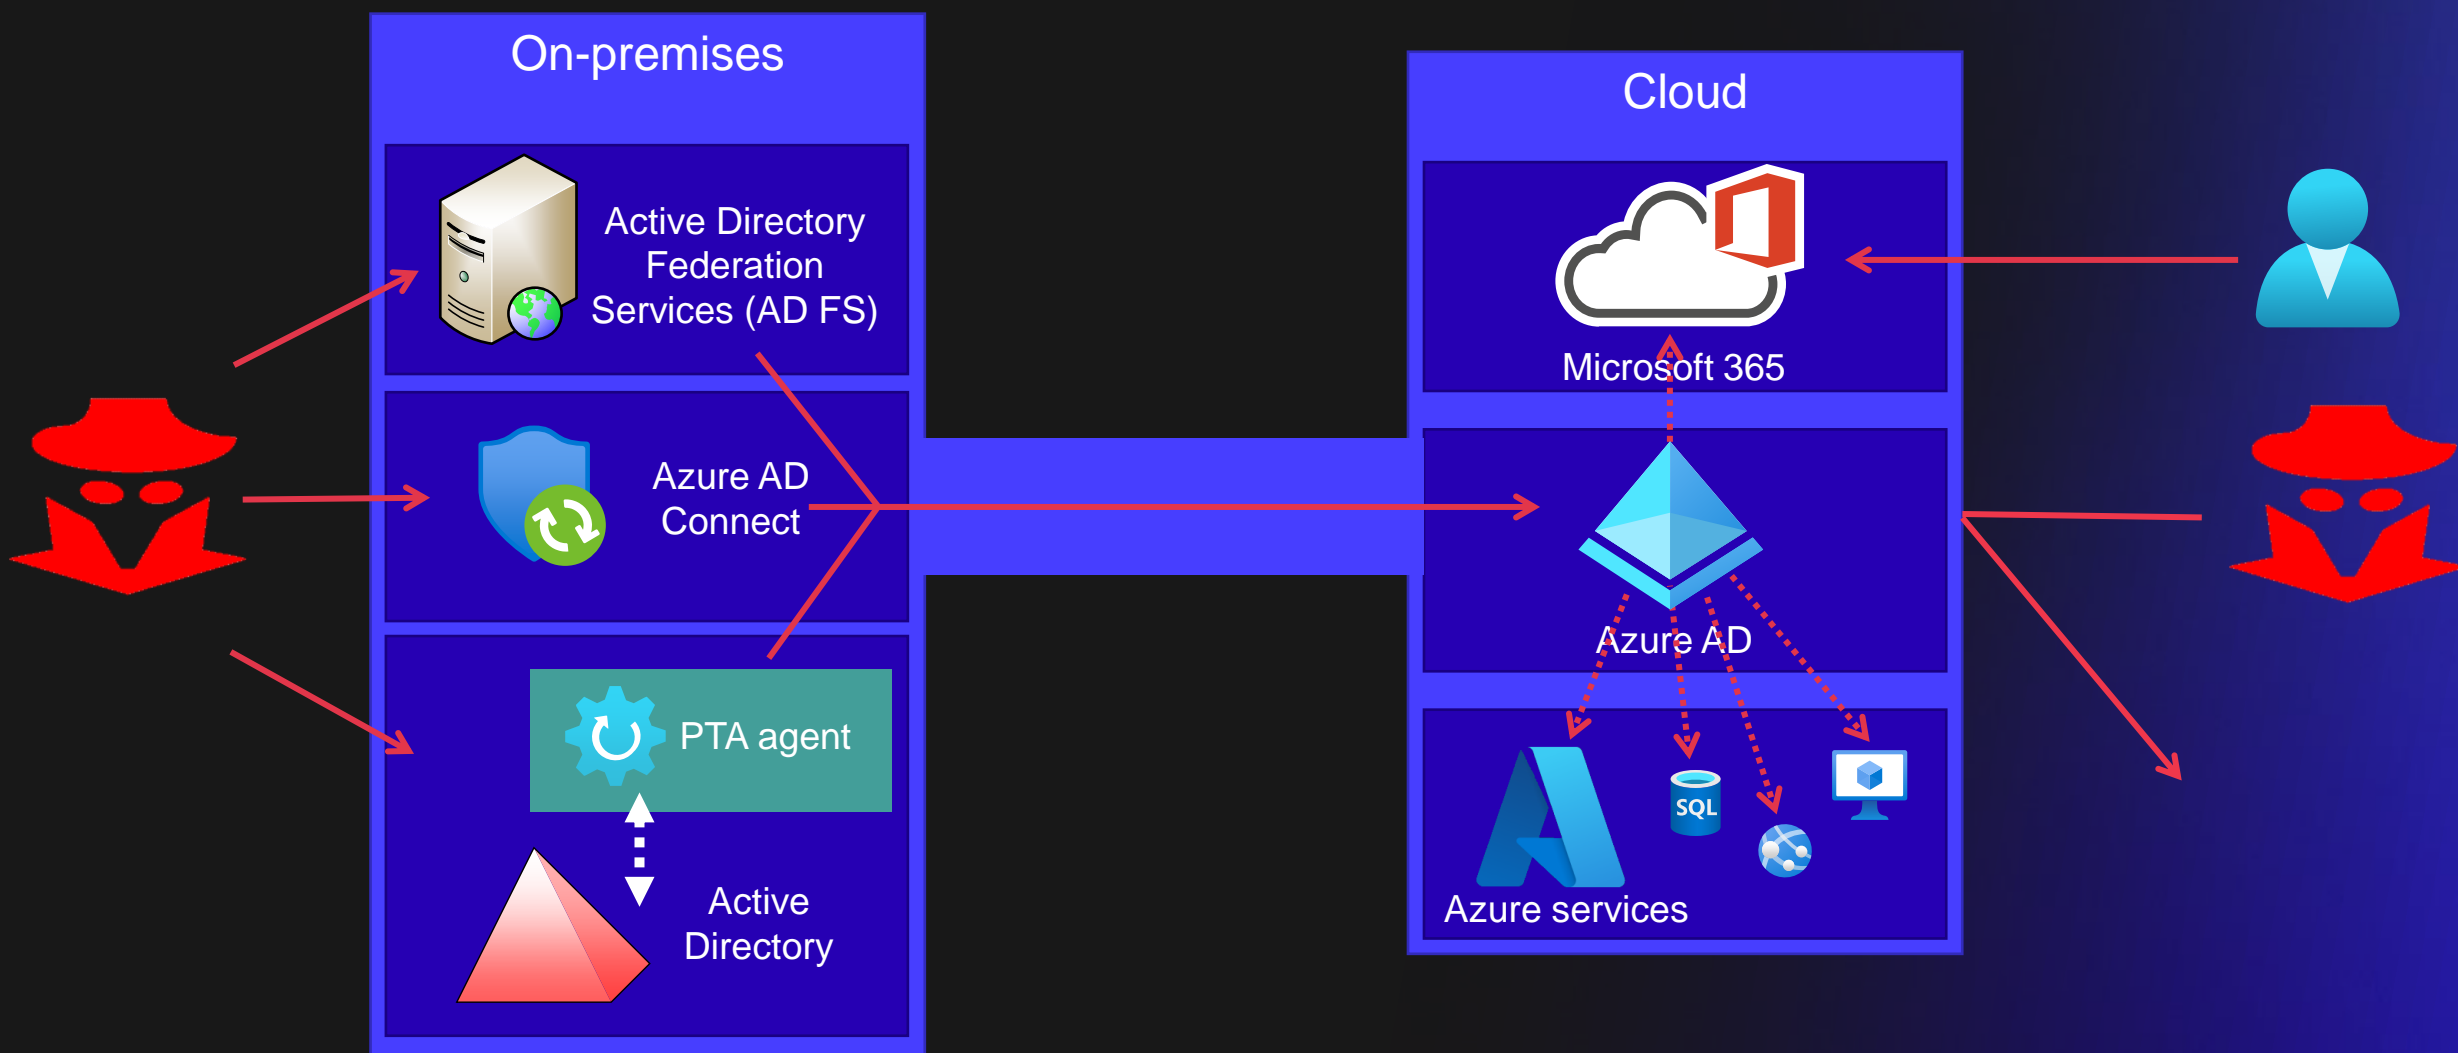 On-premises
Active Directory
Federation
Services (AD FS)
Azure AD
Connect
PTA agent
Active
Directory
Cloud
Microsoft 365
Azure AD
SQL
Azure services